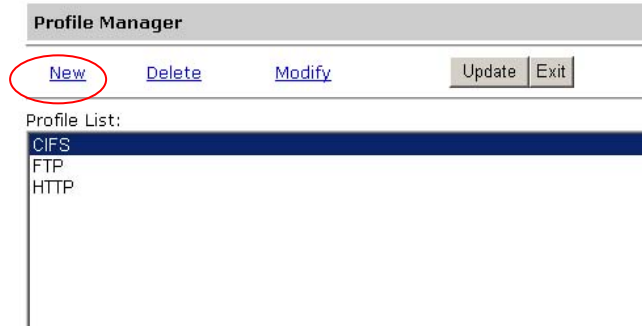 Profile Manager
New Delete Modify Update Exit
Profile List:
CIFS
FTP
HTTP